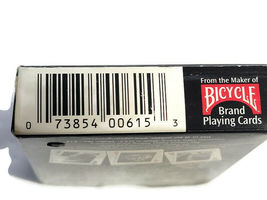 0 73854 00615 3
From the Maker of
BICYCLE
Brand
Playing Cards